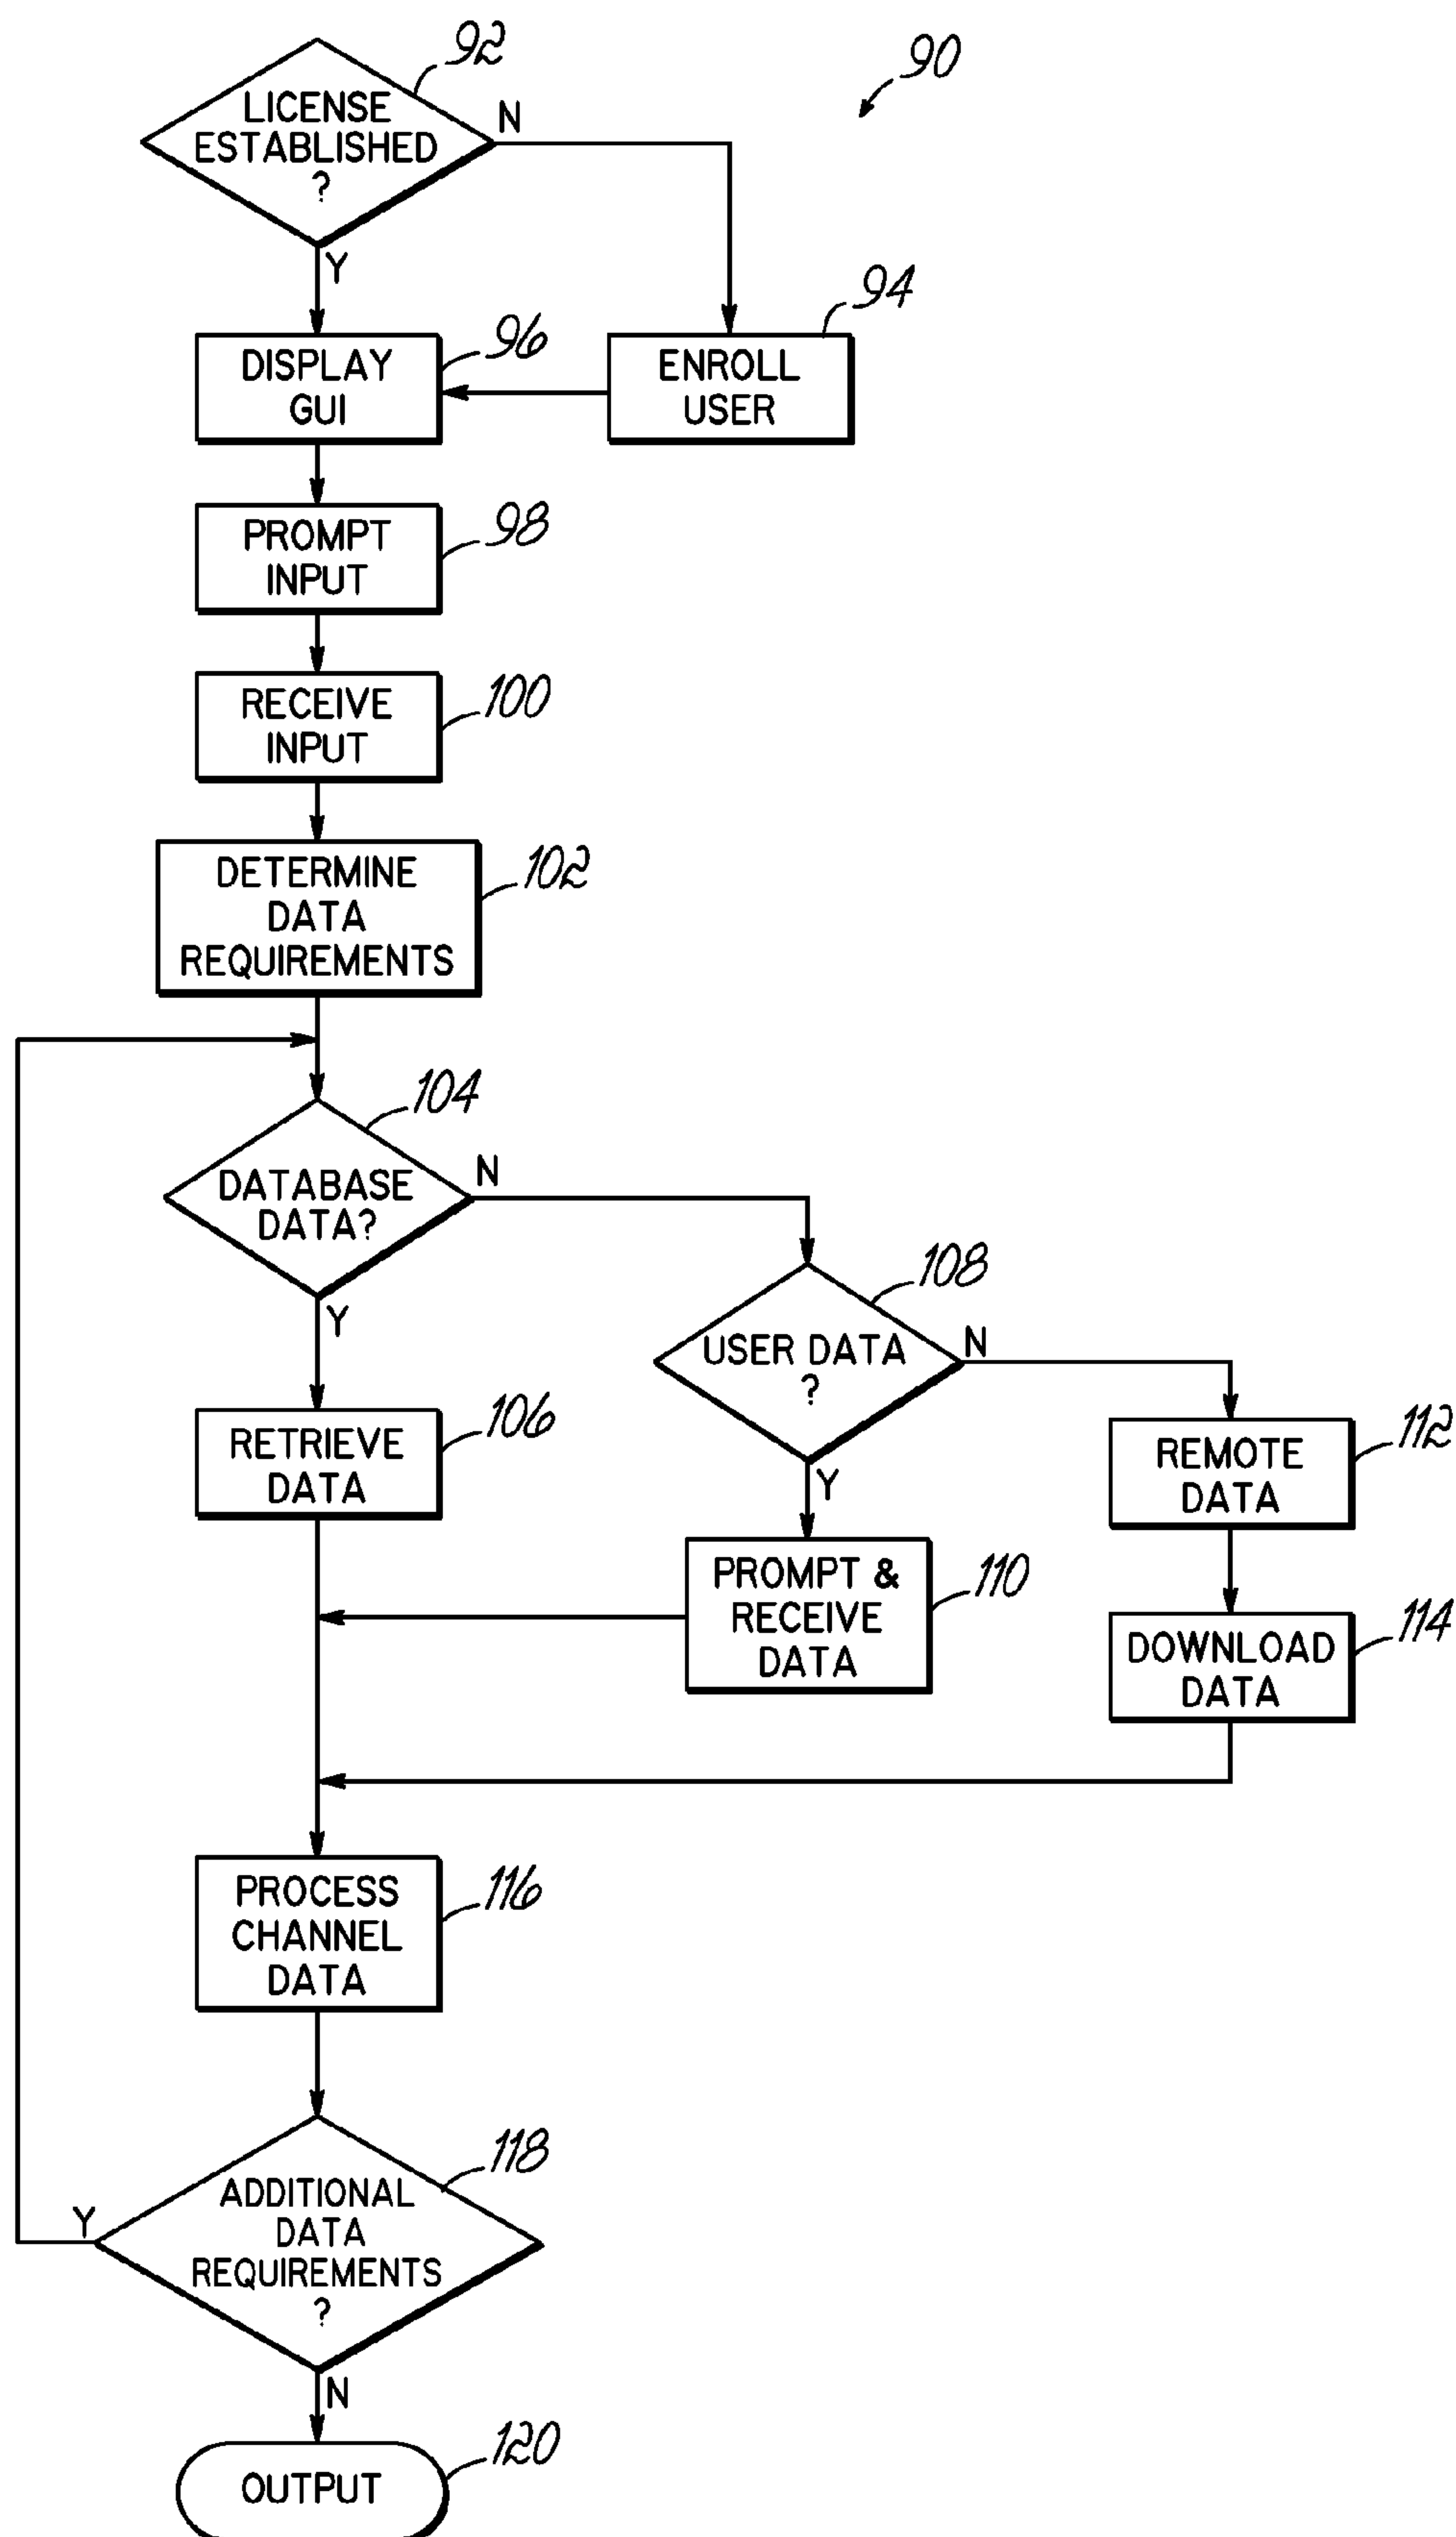 92
90
LICENSE
ESTABLISHED
?
N
Y
94
96
DISPLAY
GUI
ENROLL
USER
98
PROMPT
INPUT
100
RECEIVE
INPUT
102
DETERMINE
DATA
REQUIREMENTS
104
DATABASE
DATA?
N
Y
108
USER DATA
?
N
Y
106
RETRIEVE
DATA
112
REMOTE
DATA
110
PROMPT &
RECEIVE
DATA
114
DOWNLOAD
DATA
116
PROCESS
CHANNEL
DATA
118
ADDITIONAL
DATA
REQUIREMENTS
?
Y
N
120
OUTPUT